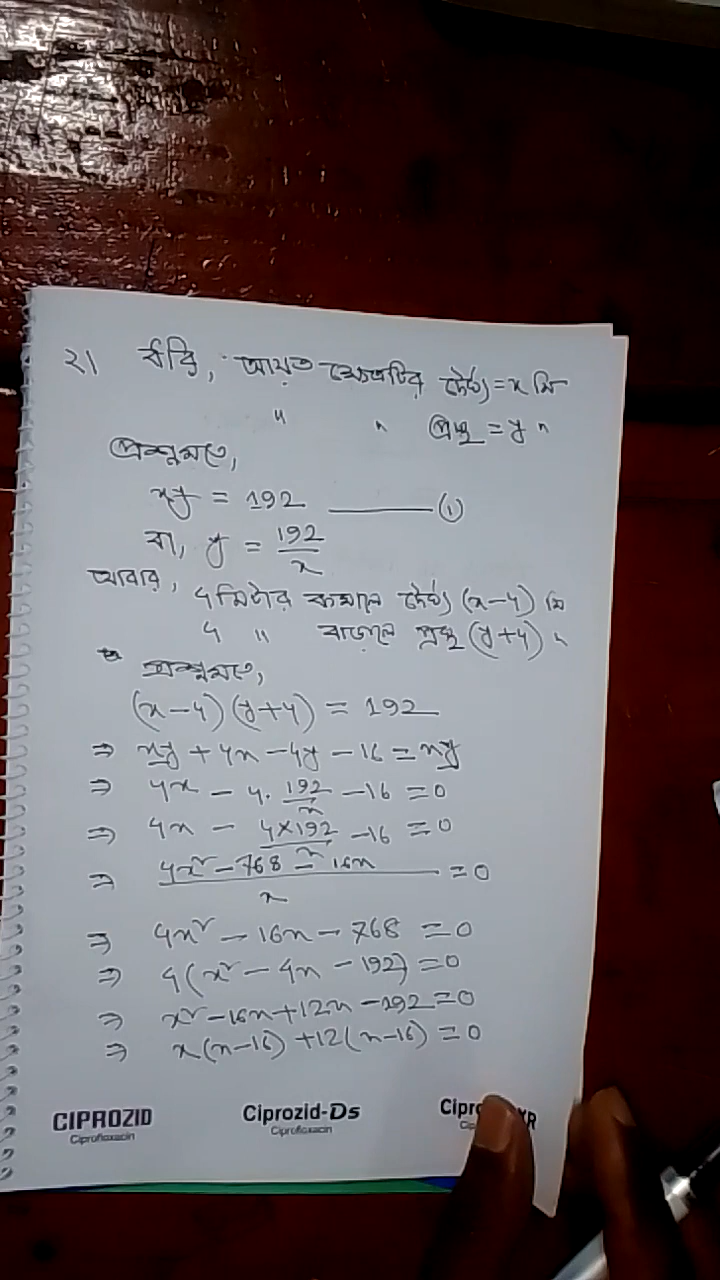 ২। ধরি, আয়ত ক্ষেত্রটির দৈর্ঘ্য = x মি
" " প্রস্থ = y "
প্রশ্নমতে,
xy = 192 ——— (১)
বা, y = 192/x
আবার, 4 মিটার কমালে দৈর্ঘ্য (x-4) মি
4 " বাড়ালে প্রস্থ (y+4) "
প্রশ্নমতে,
(x-4)(y+4) = 192
⇒ xy + 4x - 4y - 16 = xy
⇒ 4x - 4. 192/x - 16 = 0
⇒ 4x - 4×192/x - 16 = 0
⇒ 4x² - 768 - 16x / x = 0
⇒ 4x² - 16x - 768 = 0
⇒ 4(x² - 4x - 192) = 0
⇒ x² - 16x + 12x - 192 = 0
⇒ x(x-16) + 12(x-16) = 0
CIPROZID Ciprozid-DS
Ciprofloxacin Ciprofloxacin